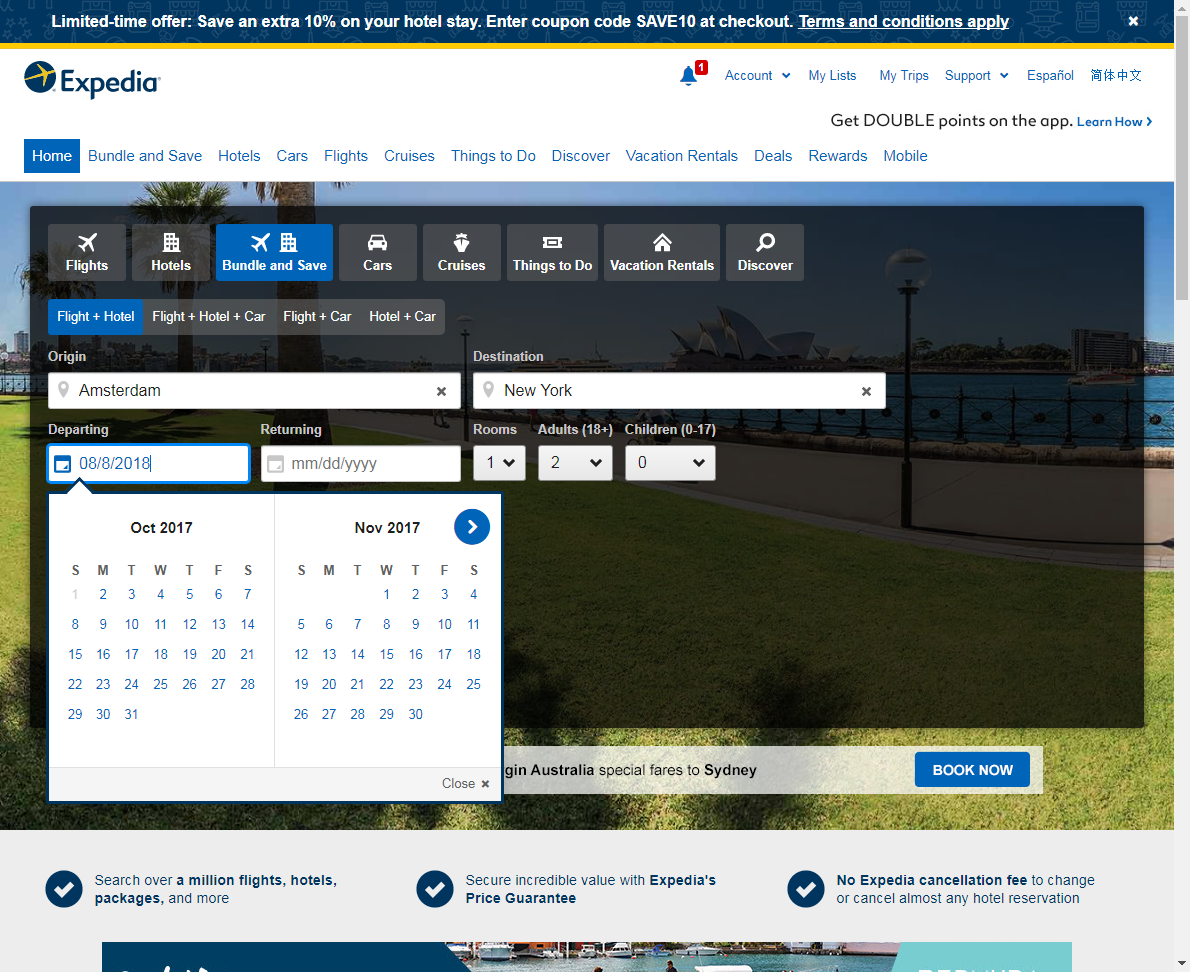 Limited-time offer: Save an extra 10% on your hotel stay. Enter coupon code SAVE10 at checkout. Terms and conditions apply
Expedia
1
Account
My Lists
My Trips
Support
Español
简体中文
Get DOUBLE points on the app. Learn How
Home Bundle and Save Hotels Cars Flights Cruises Things to Do Discover Vacation Rentals Deals Rewards Mobile
Flights Hotels Bundle and Save Cars Cruises Things to Do Vacation Rentals Discover
Flight + Hotel Flight + Hotel + Car Flight + Car Hotel + Car
Origin Destination
Amsterdam New York
Departing Returning Rooms Adults (18+) Children (0-17)
08/8/2018 mm/dd/yyyy 1 2 0
Oct 2017
S M T W T F S
1 2 3 4 5 6 7
8 9 10 11 12 13 14
15 16 17 18 19 20 21
22 23 24 25 26 27 28
29 30 31
Nov 2017
S M T W T F S
1 2 3 4
5 6 7 8 9 10 11
12 13 14 15 16 17 18
19 20 21 22 23 24 25
26 27 28 29 30
Close
gin Australia special fares to Sydney
BOOK NOW
Search over a million flights, hotels,
packages, and more
Secure incredible value with Expedia's
Price Guarantee
No Expedia cancellation fee to change
or cancel almost any hotel reservation